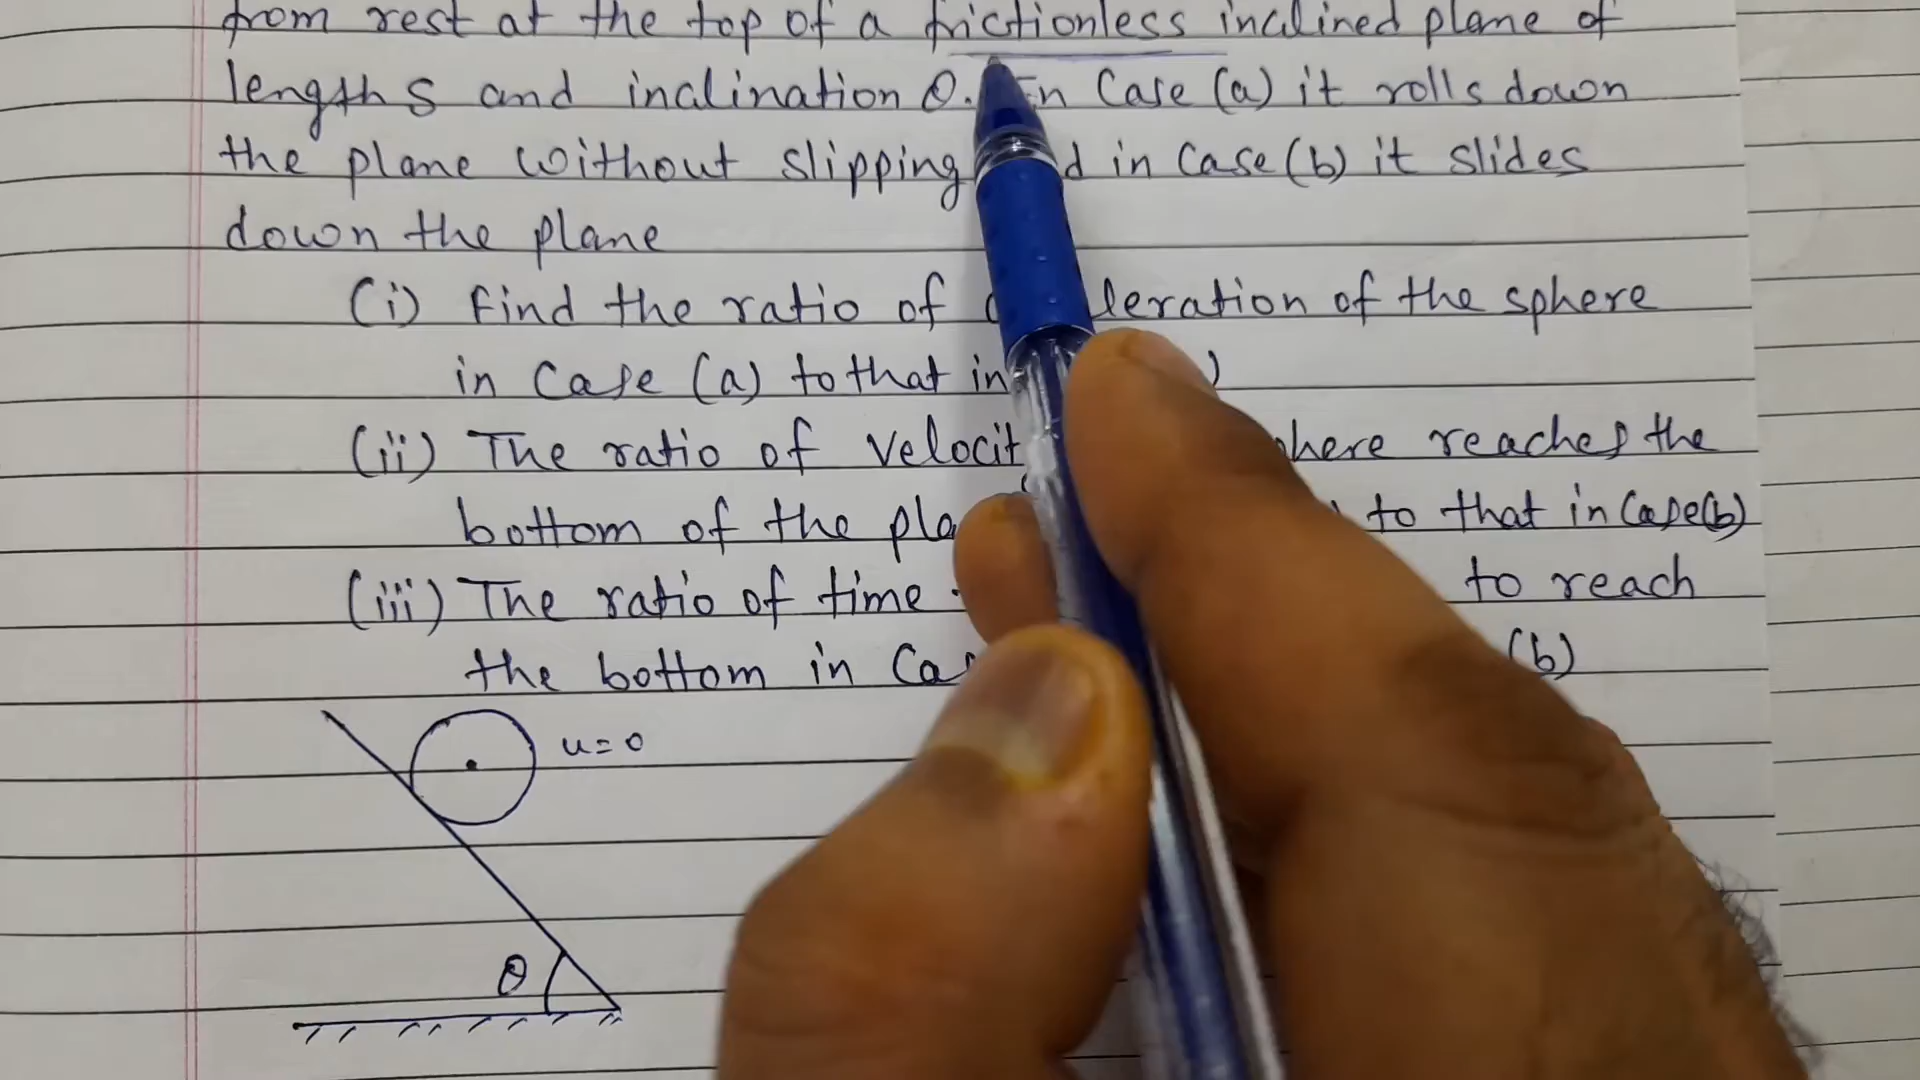 from rest at the top of a frictionless inclined plane of
length S and inclination θ. In Case (a) it rolls down
the plane without slipping d in Case (b) it slides
down the plane
(i) Find the ratio of leration of the sphere
in Case (a) to that in )
(ii) The ratio of velocit here reaches the
bottom of the pla to that in Case(b)
(iii) The ratio of time to reach
the bottom in Cas (b)
u=0
θ